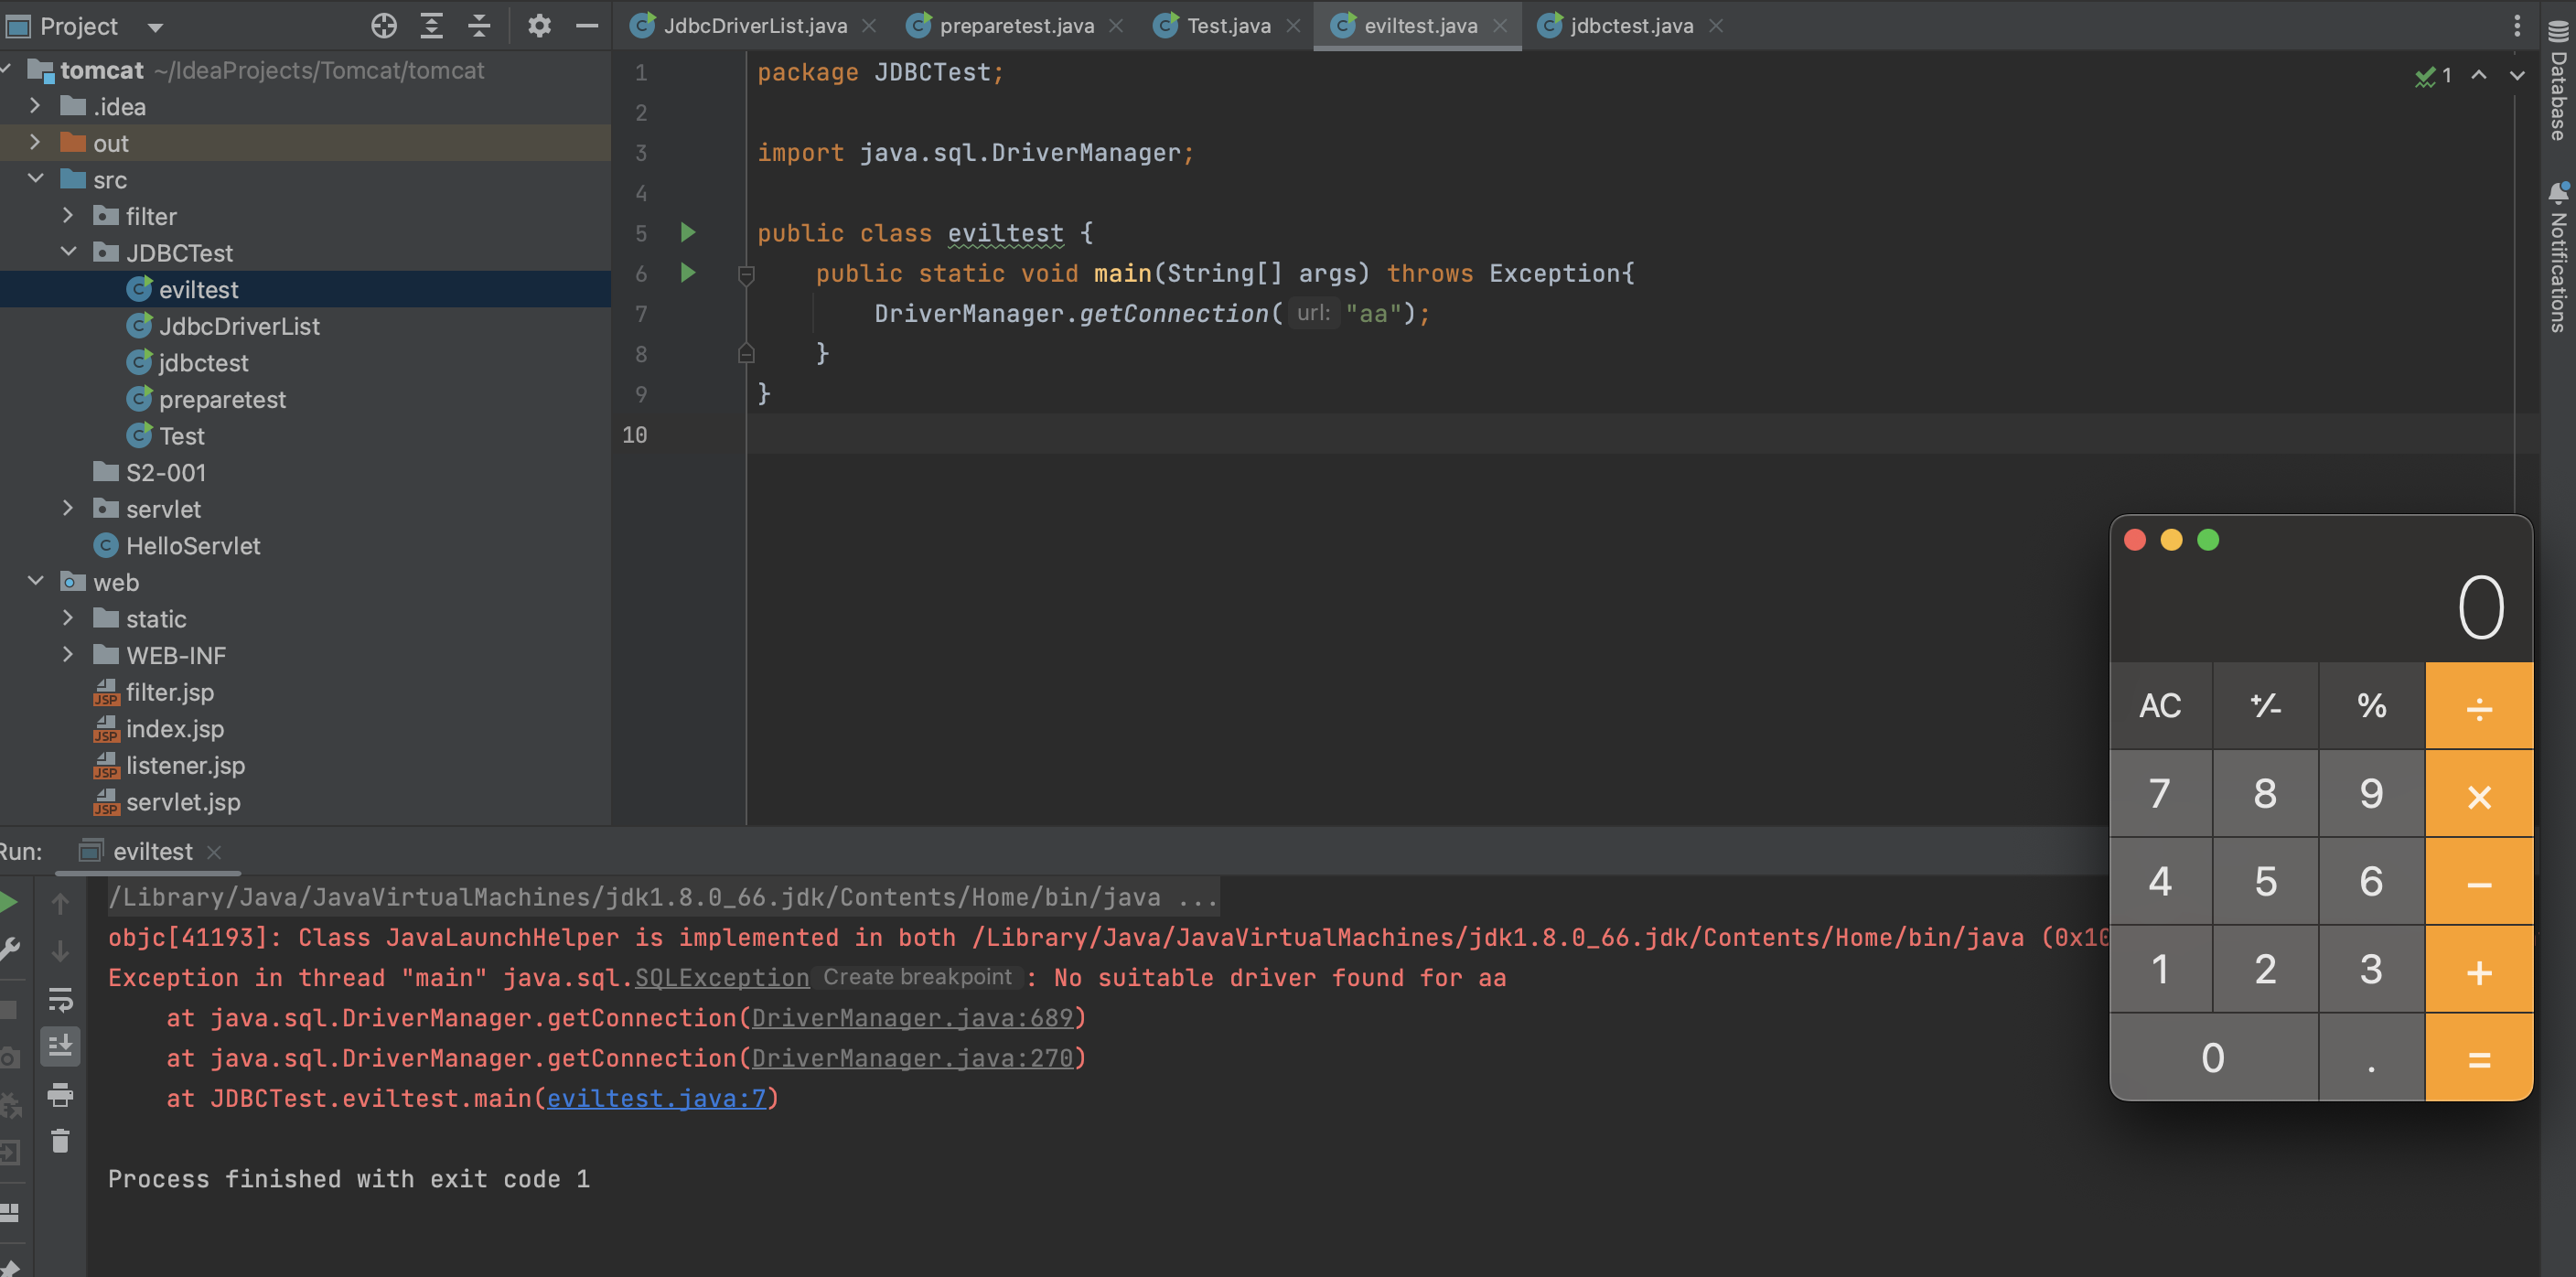 Project
JdbcDriverList.java
preparetest.java
Test.java
eviltest.java
jdbctest.java
tomcat ~/IdeaProjects/Tomcat/tomcat
.idea
out
src
filter
JDBCTest
eviltest
JdbcDriverList
jdbctest
preparetest
Test
S2-001
servlet
HelloServlet
web
static
WEB-INF
JSP filter.jsp
JSP index.jsp
JSP listener.jsp
JSP servlet.jsp
1 package JDBCTest;
2
3 import java.sql.DriverManager;
4
5 public class eviltest {
6 public static void main(String[] args) throws Exception{
7 DriverManager.getConnection( url: "aa");
8 }
9 }
10
1
Database
Notifications
0
AC +/- % ÷
7 8 9 ×
4 5 6 −
1 2 3 +
0 . =
Run: eviltest
/Library/Java/JavaVirtualMachines/jdk1.8.0_66.jdk/Contents/Home/bin/java ...
objc[41193]: Class JavaLaunchHelper is implemented in both /Library/Java/JavaVirtualMachines/jdk1.8.0_66.jdk/Contents/Home/bin/java (0x10
Exception in thread "main" java.sql.SQLException Create breakpoint : No suitable driver found for aa
at java.sql.DriverManager.getConnection(DriverManager.java:689)
at java.sql.DriverManager.getConnection(DriverManager.java:270)
at JDBCTest.eviltest.main(eviltest.java:7)
Process finished with exit code 1